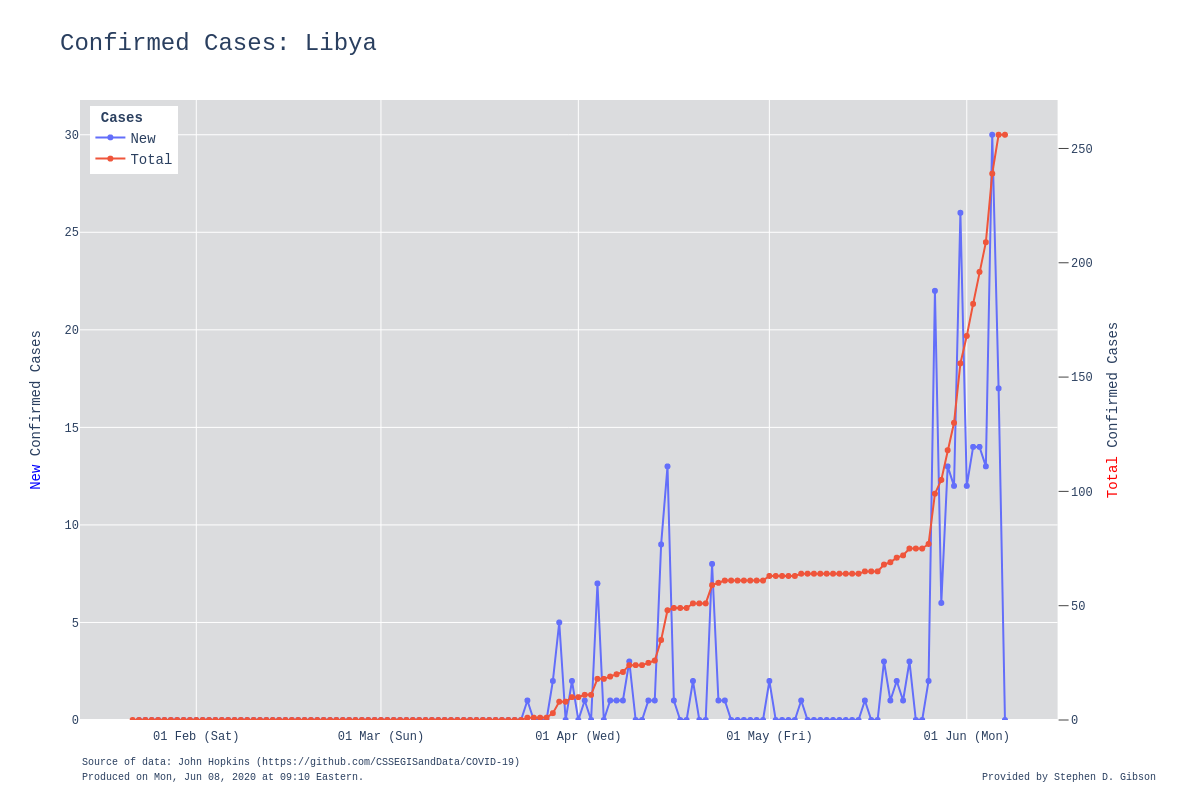 Confirmed Cases: Libya
Cases
New
Total
30
25
20
15
10
5
0
250
200
150
100
50
0
New Confirmed Cases
Total Confirmed Cases
01 Feb (Sat)
01 Mar (Sun)
01 Apr (Wed)
01 May (Fri)
01 Jun (Mon)
Source of data: John Hopkins (https://github.com/CSSEGISandData/COVID-19)
Produced on Mon, Jun 08, 2020 at 09:10 Eastern.
Provided by Stephen D. Gibson